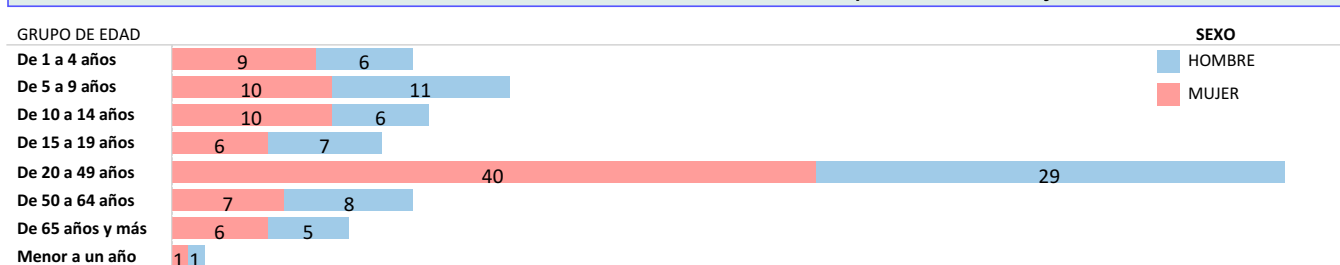 GRUPO DE EDAD
SEXO
De 1 a 4 años 9 6
HOMBRE
De 5 a 9 años 10 11
MUJER
De 10 a 14 años 10 6
De 15 a 19 años 6 7
De 20 a 49 años 40 29
De 50 a 64 años 7 8
De 65 años y más 6 5
Menor a un año 1 1